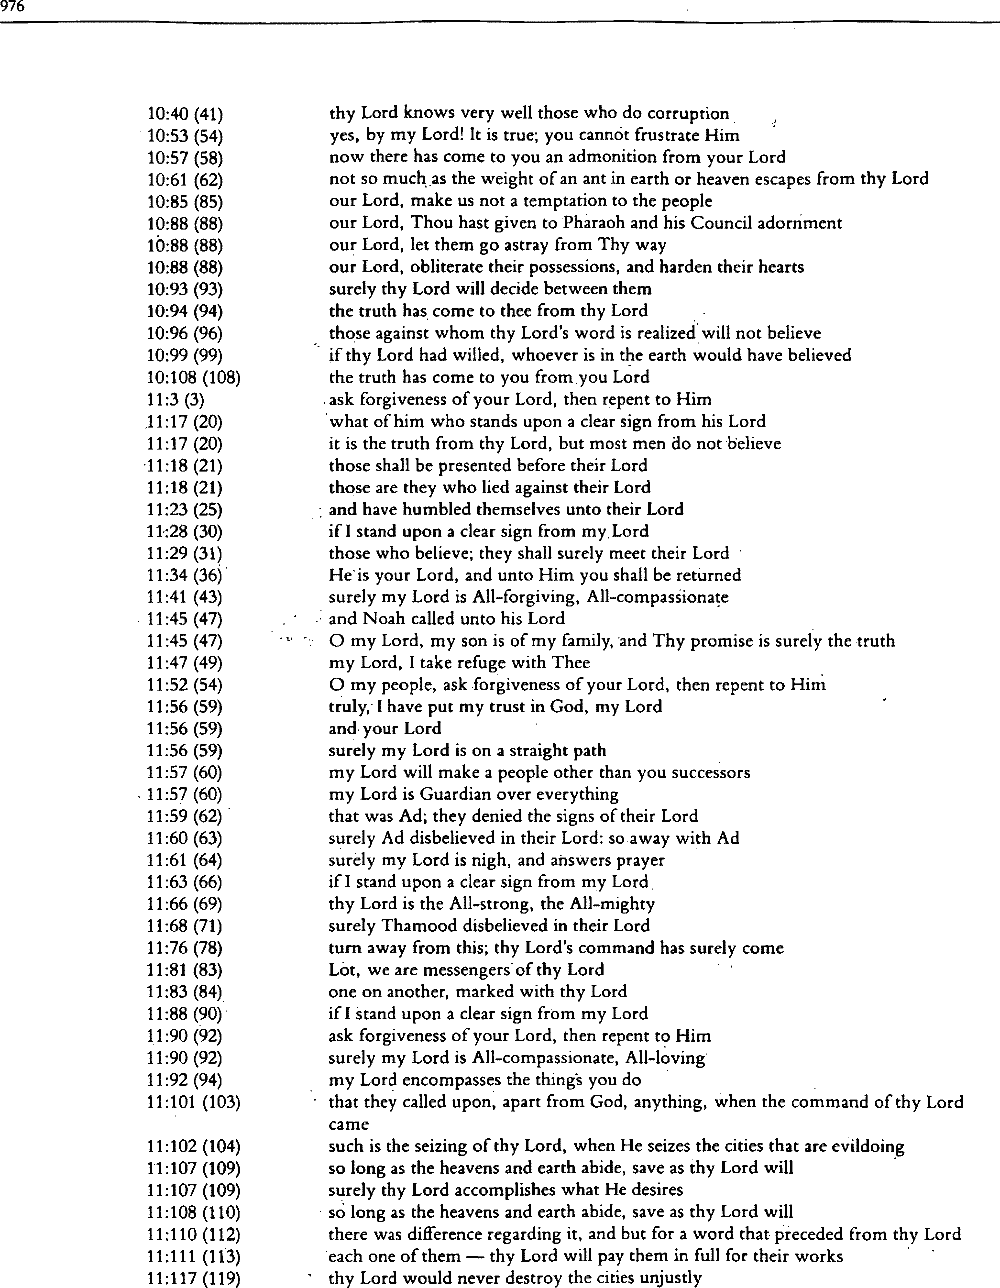 976
10:40 (41) thy Lord knows very well those who do corruption
10:53 (54) yes, by my Lord! It is true; you cannot frustrate Him
10:57 (58) now there has come to you an admonition from your Lord
10:61 (62) not so much as the weight of an ant in earth or heaven escapes from thy Lord
10:85 (85) our Lord, make us not a temptation to the people
10:88 (88) our Lord, Thou hast given to Pharaoh and his Council adornment
10:88 (88) our Lord, let them go astray from Thy way
10:88 (88) our Lord, obliterate their possessions, and harden their hearts
10:93 (93) surely thy Lord will decide between them
10:94 (94) the truth has come to thee from thy Lord
10:96 (96) those against whom thy Lord's word is realized will not believe
10:99 (99) if thy Lord had willed, whoever is in the earth would have believed
10:108 (108) the truth has come to you from you Lord
11:3 (3) ask forgiveness of your Lord, then repent to Him
11:17 (20) what of him who stands upon a clear sign from his Lord
11:17 (20) it is the truth from thy Lord, but most men do not believe
11:18 (21) those shall be presented before their Lord
11:18 (21) those are they who lied against their Lord
11:23 (25) and have humbled themselves unto their Lord
11:28 (30) if I stand upon a clear sign from my Lord
11:29 (31) those who believe; they shall surely meet their Lord
11:34 (36) He is your Lord, and unto Him you shall be returned
11:41 (43) surely my Lord is All-forgiving, All-compassionate
11:45 (47) and Noah called unto his Lord
11:45 (47) O my Lord, my son is of my family, and Thy promise is surely the truth
11:47 (49) my Lord, I take refuge with Thee
11:52 (54) O my people, ask forgiveness of your Lord, then repent to Him
11:56 (59) truly, I have put my trust in God, my Lord
11:56 (59) and your Lord
11:56 (59) surely my Lord is on a straight path
11:57 (60) my Lord will make a people other than you successors
11:57 (60) my Lord is Guardian over everything
11:59 (62) that was Ad; they denied the signs of their Lord
11:60 (63) surely Ad disbelieved in their Lord: so away with Ad
11:61 (64) surely my Lord is nigh, and answers prayer
11:63 (66) if I stand upon a clear sign from my Lord
11:66 (69) thy Lord is the All-strong, the All-mighty
11:68 (71) surely Thamood disbelieved in their Lord
11:76 (78) turn away from this; thy Lord's command has surely come
11:81 (83) Lot, we are messengers of thy Lord
11:83 (84) one on another, marked with thy Lord
11:88 (90) if I stand upon a clear sign from my Lord
11:90 (92) ask forgiveness of your Lord, then repent to Him
11:90 (92) surely my Lord is All-compassionate, All-loving
11:92 (94) my Lord encompasses the things you do
11:101 (103) that they called upon, apart from God, anything, when the command of thy Lord
came
11:102 (104) such is the seizing of thy Lord, when He seizes the cities that are evildoing
11:107 (109) so long as the heavens and earth abide, save as thy Lord will
11:107 (109) surely thy Lord accomplishes what He desires
11:108 (110) so long as the heavens and earth abide, save as thy Lord will
11:110 (112) there was difference regarding it, and but for a word that preceded from thy Lord
11:111 (113) each one of them — thy Lord will pay them in full for their works
11:117 (119) thy Lord would never destroy the cities unjustly